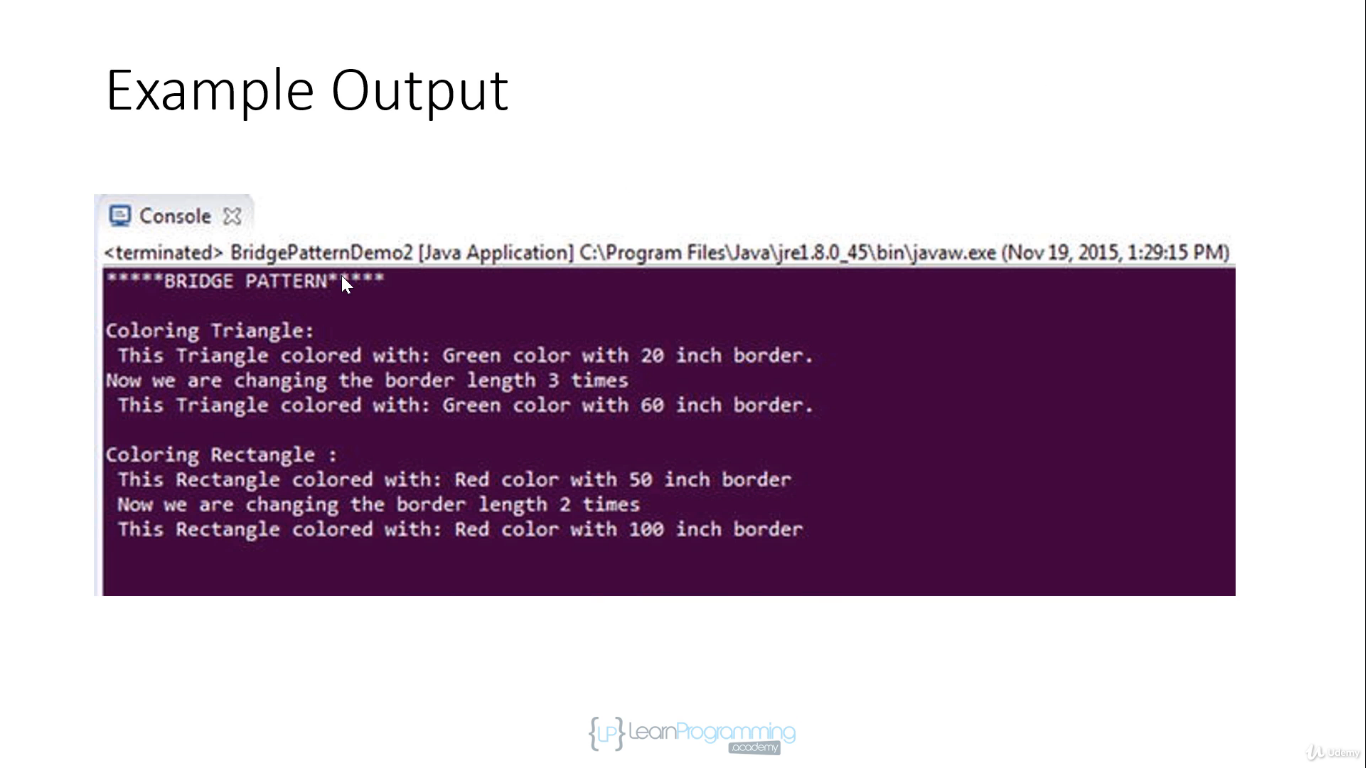 Example Output
Console
<terminated> BridgePatternDemo2 [Java Application] C:\Program Files\Java\jre1.8.0_45\bin\javaw.exe (Nov 19, 2015, 1:29:15 PM)
*****BRIDGE PATTERN*****
Coloring Triangle:
This Triangle colored with: Green color with 20 inch border.
Now we are changing the border length 3 times
This Triangle colored with: Green color with 60 inch border.
Coloring Rectangle :
This Rectangle colored with: Red color with 50 inch border
Now we are changing the border length 2 times
This Rectangle colored with: Red color with 100 inch border
{LP} LearnProgramming
.academy
Udemy